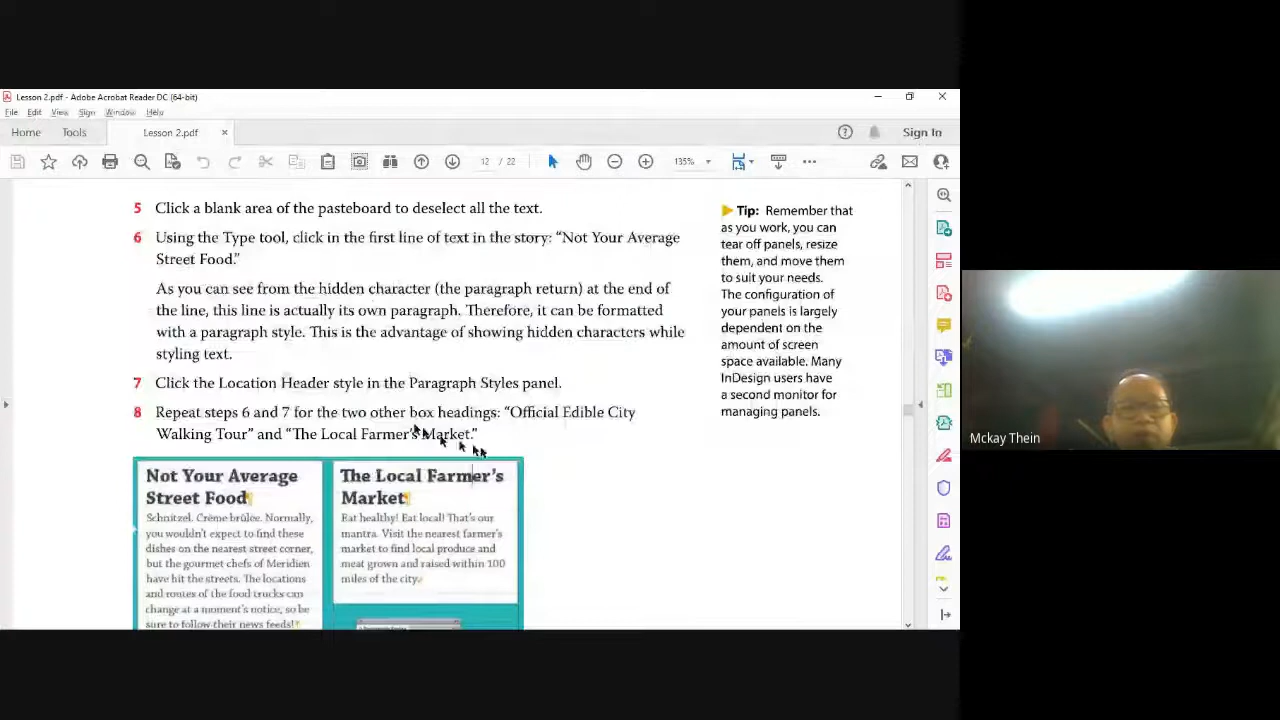 Lesson 2.pdf - Adobe Acrobat Reader DC (64-bit)
File Edit View Sign Window Help
Home Tools Lesson 2.pdf Sign In
12 / 22 135%
5 Click a blank area of the pasteboard to deselect all the text.
6 Using the Type tool, click in the first line of text in the story: “Not Your Average
Street Food.”
As you can see from the hidden character (the paragraph return) at the end of
the line, this line is actually its own paragraph. Therefore, it can be formatted
with a paragraph style. This is the advantage of showing hidden characters while
styling text.
7 Click the Location Header style in the Paragraph Styles panel.
8 Repeat steps 6 and 7 for the two other box headings: “Official Edible City
Walking Tour” and “The Local Farmer’s Market.”
Tip: Remember that
as you work, you can
tear off panels, resize
them, and move them
to suit your needs.
The configuration of
your panels is largely
dependent on the
amount of screen
space available. Many
InDesign users have
a second monitor for
managing panels.
Not Your Average
Street Food¶
Schnitzel. Crème brûlée. Normally,
you wouldn’t expect to find these
dishes on the nearest street corner,
but the gourmet chefs of Meridien
have hit the streets. The locations
and routes of the food trucks can
change at a moment’s notice, so be
sure to follow their news feeds!¶
The Local Farmer’s
Market¶
Eat healthy! Eat local! That’s our
mantra. Visit the nearest farmer’s
market to find local produce and
meat grown and raised within 100
miles of the city.
Mckay Thein